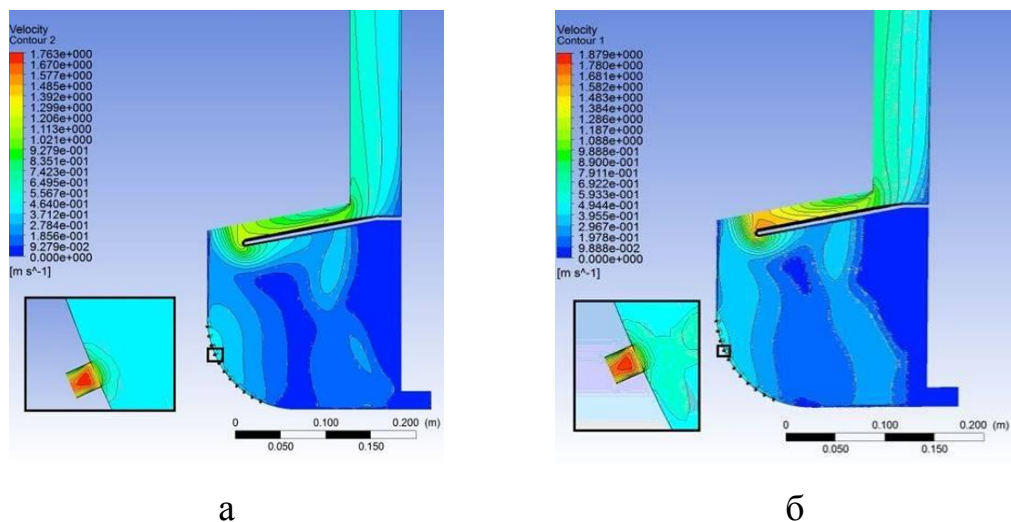 Velocity
Contour 2
1.763e+000
1.670e+000
1.577e+000
1.485e+000
1.392e+000
1.299e+000
1.206e+000
1.113e+000
1.021e+000
9.279e-001
8.351e-001
7.423e-001
6.495e-001
5.567e-001
4.640e-001
3.712e-001
2.784e-001
1.856e-001
9.279e-002
0.000e+000
[m s^-1]
0 0.100 0.200 (m)
0.050 0.150
а
Velocity
Contour 1
1.879e+000
1.780e+000
1.681e+000
1.582e+000
1.483e+000
1.384e+000
1.286e+000
1.187e+000
1.088e+000
9.888e-001
8.900e-001
7.911e-001
6.922e-001
5.933e-001
4.944e-001
3.955e-001
2.967e-001
1.978e-001
9.888e-002
0.000e+000
[m s^-1]
0 0.100 0.200 (m)
0.050 0.150
б